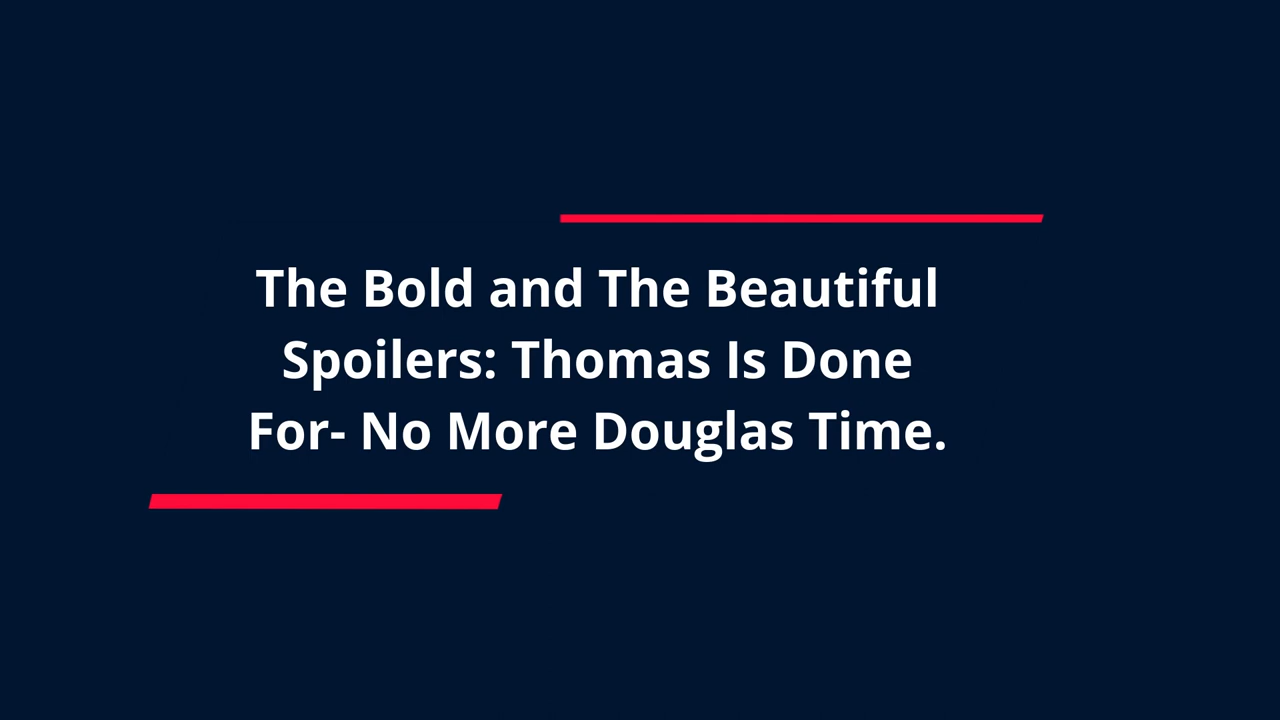 The Bold and The Beautiful
Spoilers: Thomas Is Done
For- No More Douglas Time.